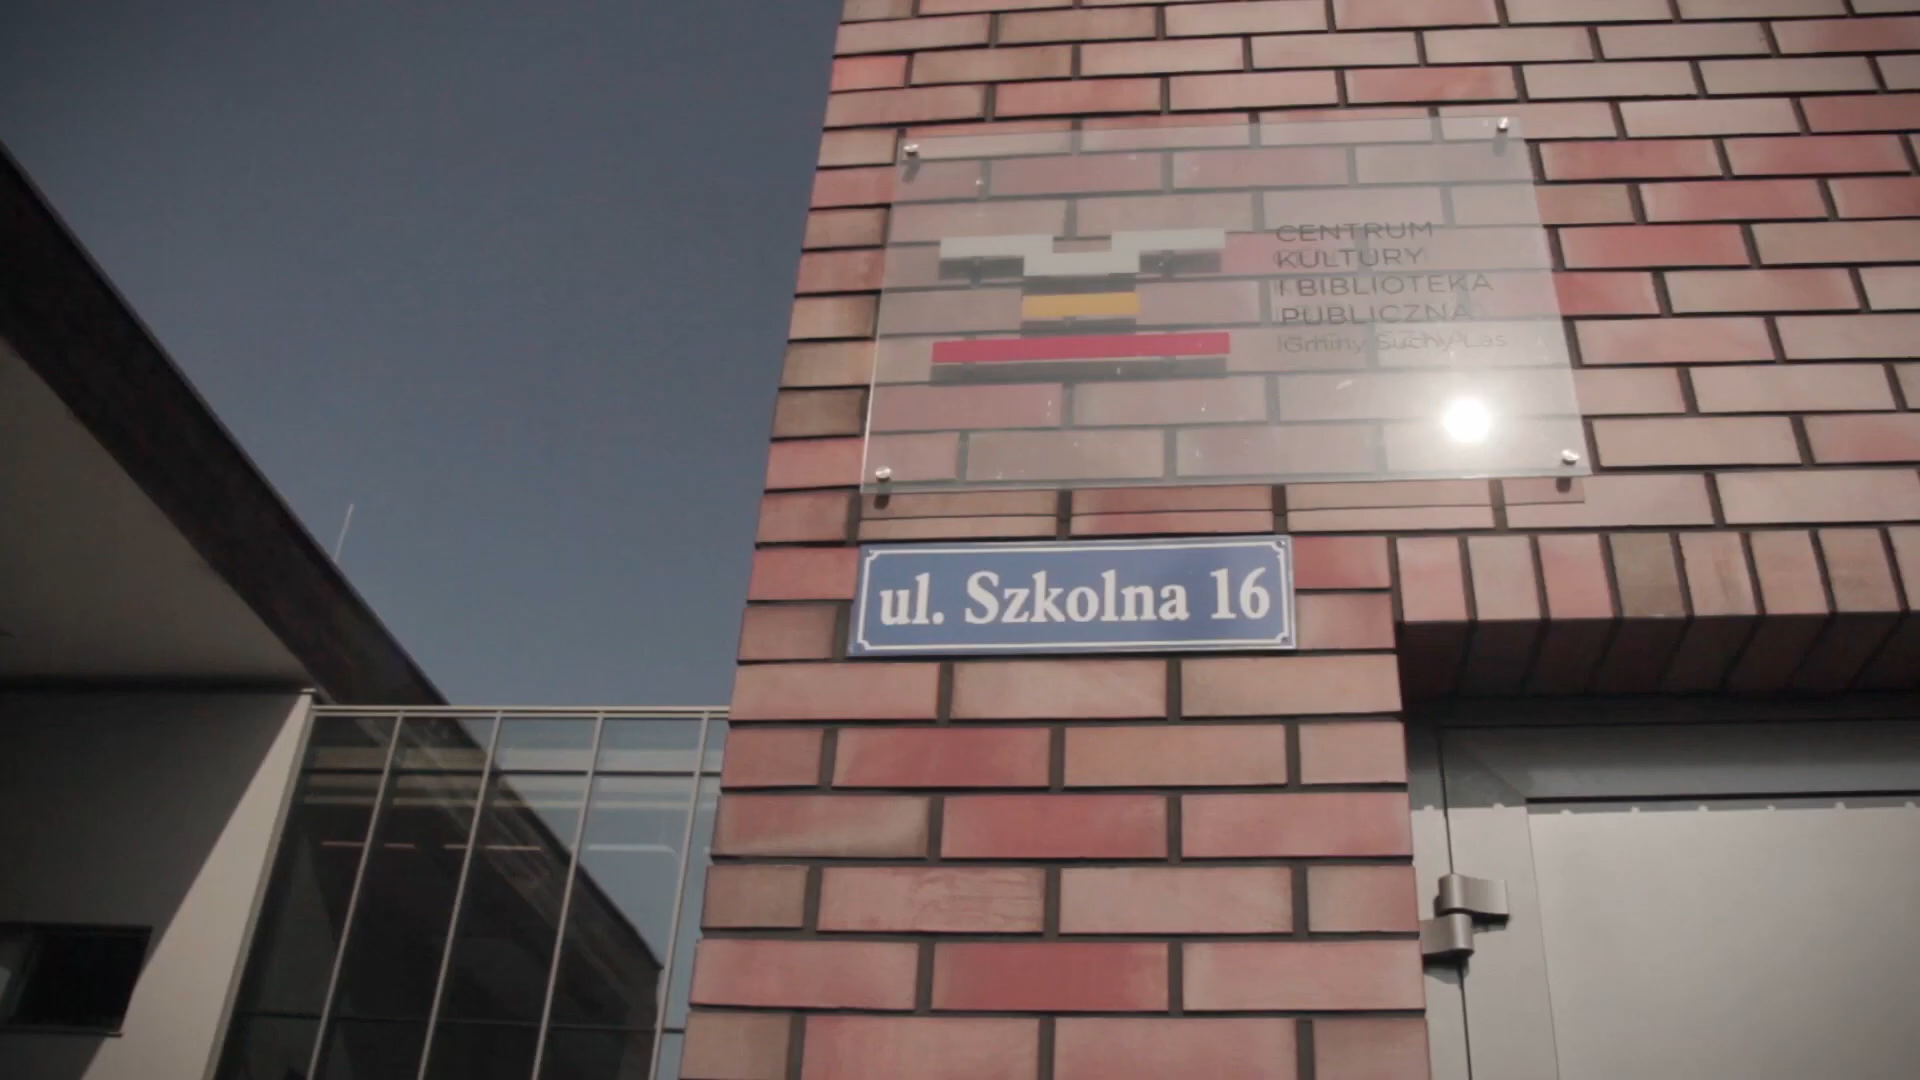 CENTRUM
KULTURY
I BIBLIOTEKA
PUBLICZNA
Gminy Suchy Las
ul. Szkolna 16